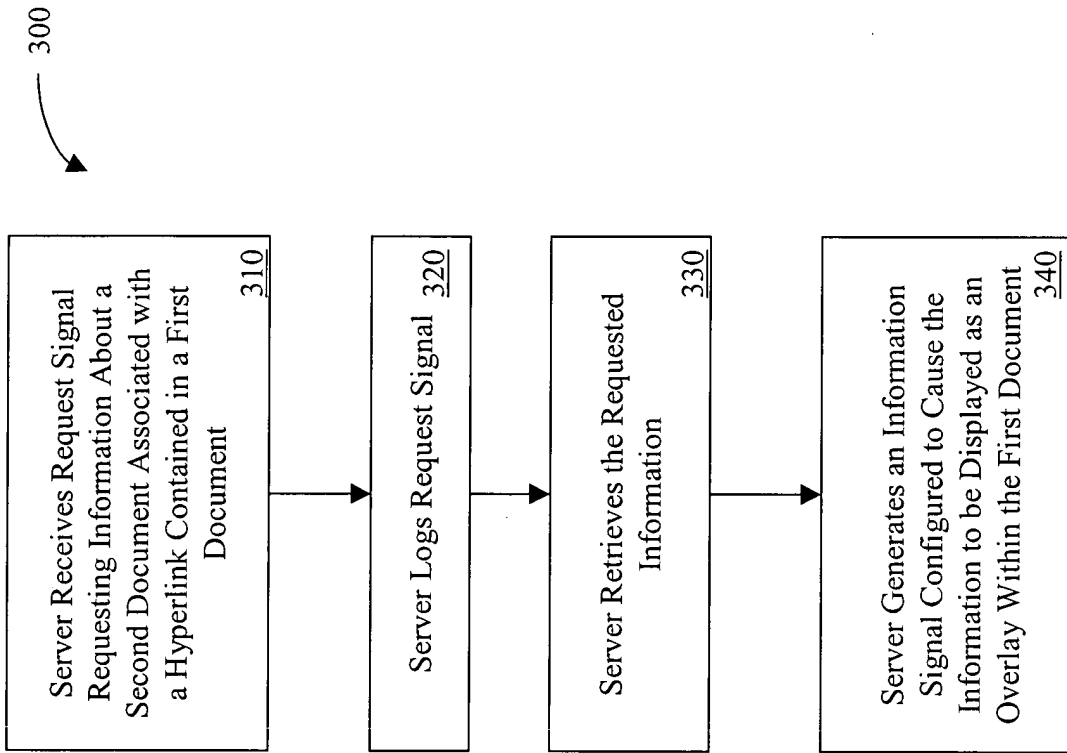 300
Server Receives Request Signal
Requesting Information About a
Second Document Associated with
a Hyperlink Contained in a First
Document
310
Server Logs Request Signal 320
Server Retrieves the Requested
Information
330
Server Generates an Information
Signal Configured to Cause the
Information to be Displayed as an
Overlay Within the First Document
340